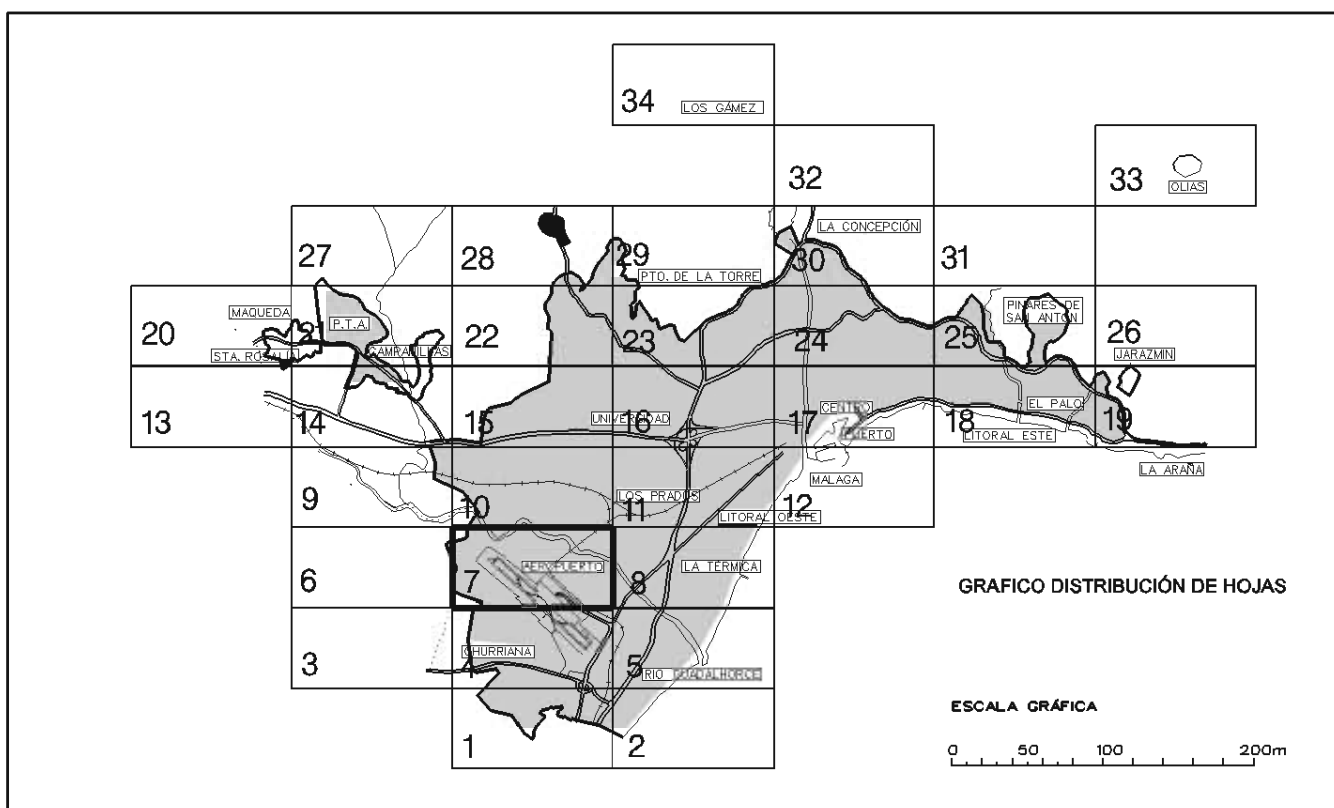 34
LOS GÁMEZ
32
33
OLIAS
LA CONCEPCIÓN
27
28
29
PTO. DE LA TORRE
30
31
MAQUEDA
P.T.A.
PINARES DE
SAN ANTON
20
STA. ROSALIA
CAMPANILLAS
22
23
24
25
26
JARAZMIN
13
14
15
UNIVERSIDAD
16
17
CENTRO
PUERTO
18
EL PALO
19
LITORAL ESTE
LA ARAÑA
MALAGA
9
10
LOS PRADOS
11
LITORAL OESTE
12
6
7
AEROPUERTO
8
LA TERMICA
GRAFICO DISTRIBUCIÓN DE HOJAS
3
CHURRIANA
5
RIO GUADALHORCE
1
2
ESCALA GRÁFICA
0 50 100 200m